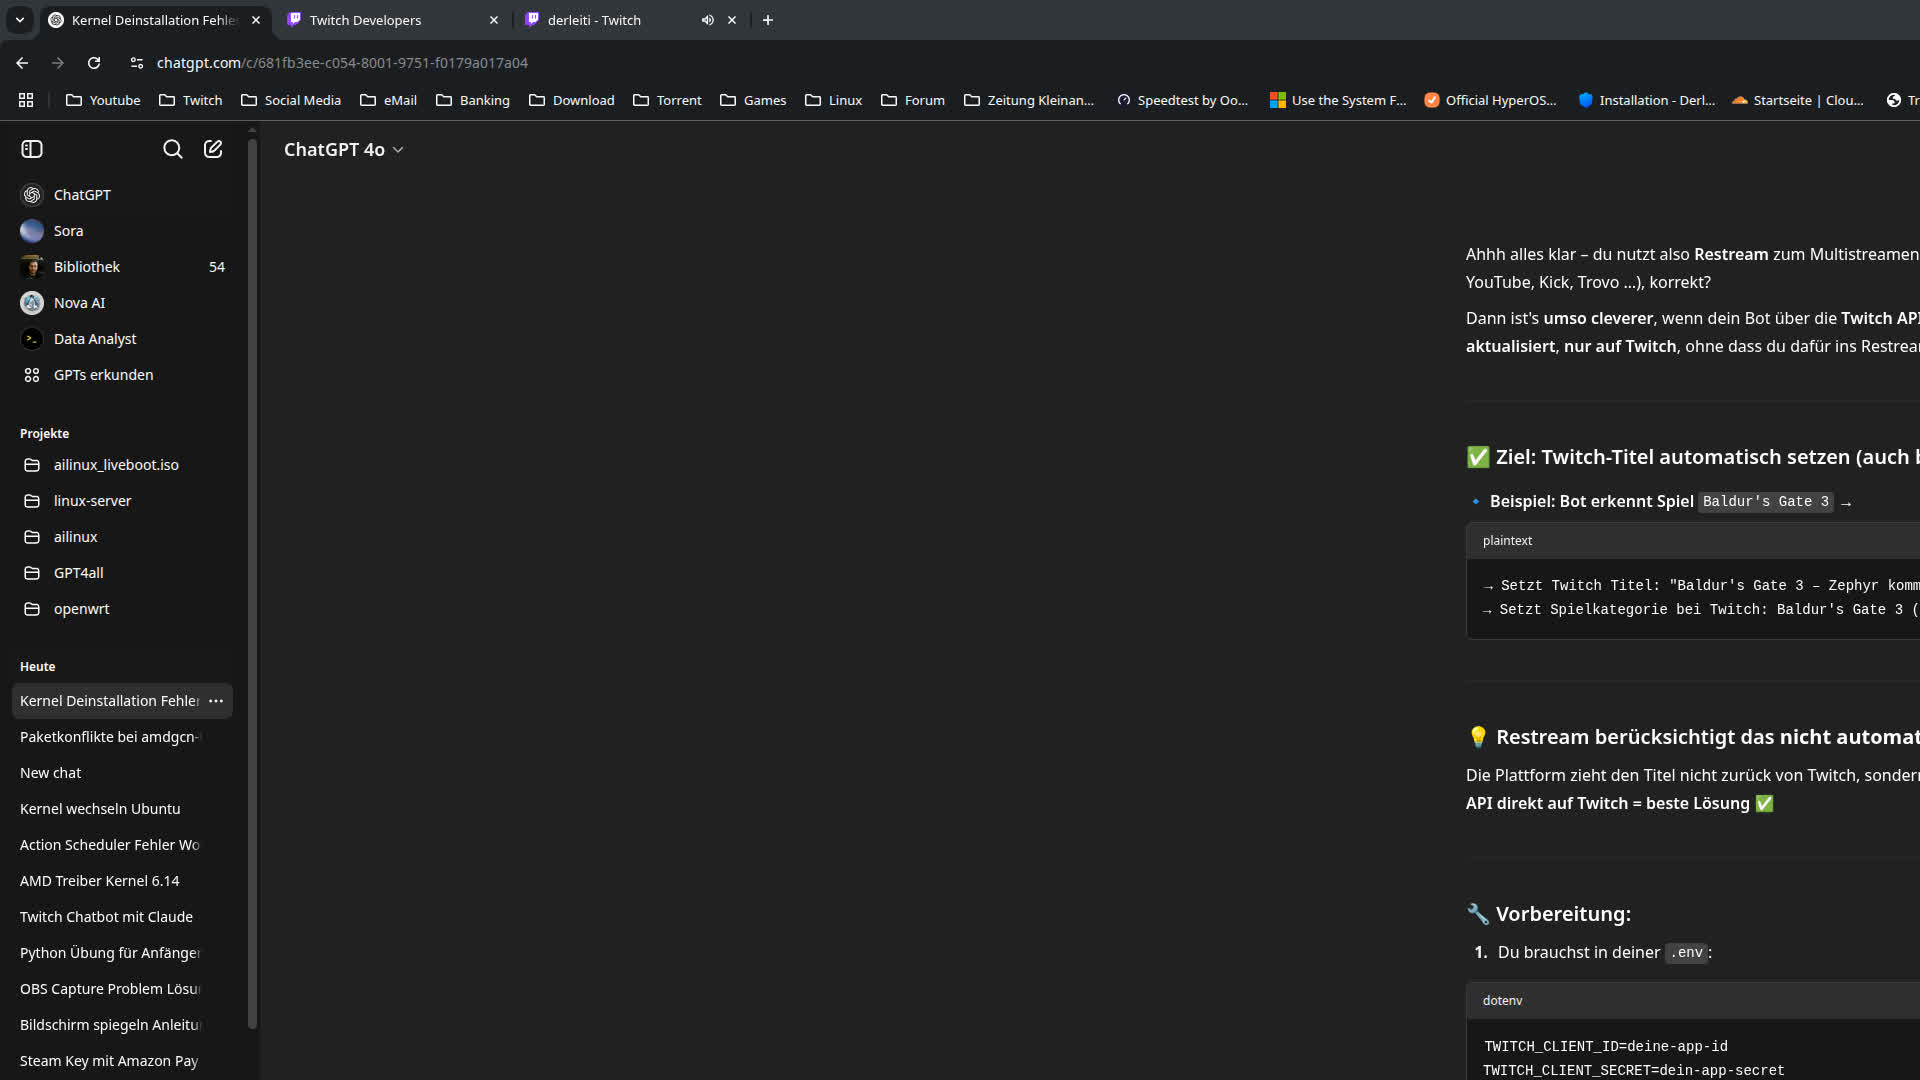 Kernel Deinstallation Fehle
Twitch Developers
derleiti - Twitch
chatgpt.com/c/681fb3ee-c054-8001-9751-f0179a017a04
Youtube
Twitch
Social Media
eMail
Banking
Download
Torrent
Games
Linux
Forum
Zeitung Kleinan...
Speedtest by Oo...
Use the System F...
Official HyperOS...
Installation - Derl...
Startseite | Clou...
Tr
ChatGPT 4o
ChatGPT
Sora
Bibliothek 54
Nova AI
Data Analyst
GPTs erkunden
Projekte
ailinux_liveboot.iso
linux-server
ailinux
GPT4all
openwrt
Heute
Kernel Deinstallation Fehler
Paketkonflikte bei amdgcn-
New chat
Kernel wechseln Ubuntu
Action Scheduler Fehler Wo
AMD Treiber Kernel 6.14
Twitch Chatbot mit Claude
Python Übung für Anfänger
OBS Capture Problem Lösu
Bildschirm spiegeln Anleitu
Steam Key mit Amazon Pay
Ahhh alles klar – du nutzt also Restream zum Multistreamen
YouTube, Kick, Trovo ...), korrekt?
Dann ist's umso cleverer, wenn dein Bot über die Twitch API
aktualisiert, nur auf Twitch, ohne dass du dafür ins Restrea
✅ Ziel: Twitch-Titel automatisch setzen (auch b
🔹 Beispiel: Bot erkennt Spiel Baldur's Gate 3 →
plaintext
→ Setzt Twitch Titel: "Baldur's Gate 3 – Zephyr komm
→ Setzt Spielkategorie bei Twitch: Baldur's Gate 3 (
💡 Restream berücksichtigt das nicht automat
Die Plattform zieht den Titel nicht zurück von Twitch, sonder
API direkt auf Twitch = beste Lösung ✅
🔧 Vorbereitung:
1. Du brauchst in deiner .env:
dotenv
TWITCH_CLIENT_ID=deine-app-id
TWITCH_CLIENT_SECRET=dein-app-secret